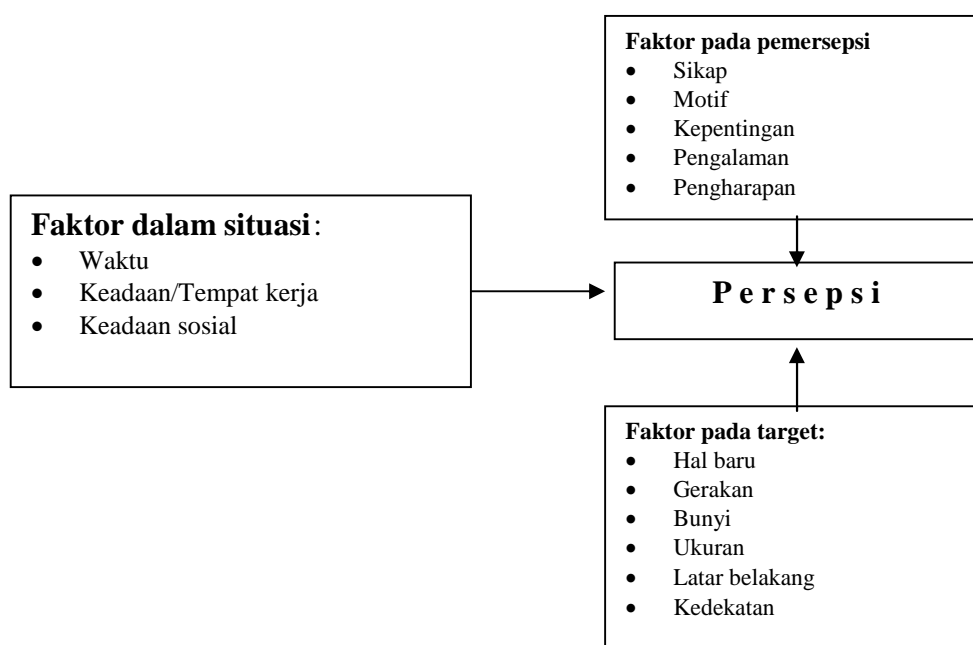 Faktor pada pemersepsi
• Sikap
• Motif
• Kepentingan
• Pengalaman
• Pengharapan
Faktor dalam situasi:
• Waktu
• Keadaan/Tempat kerja
• Keadaan sosial
P e r s e p s i
Faktor pada target:
• Hal baru
• Gerakan
• Bunyi
• Ukuran
• Latar belakang
• Kedekatan